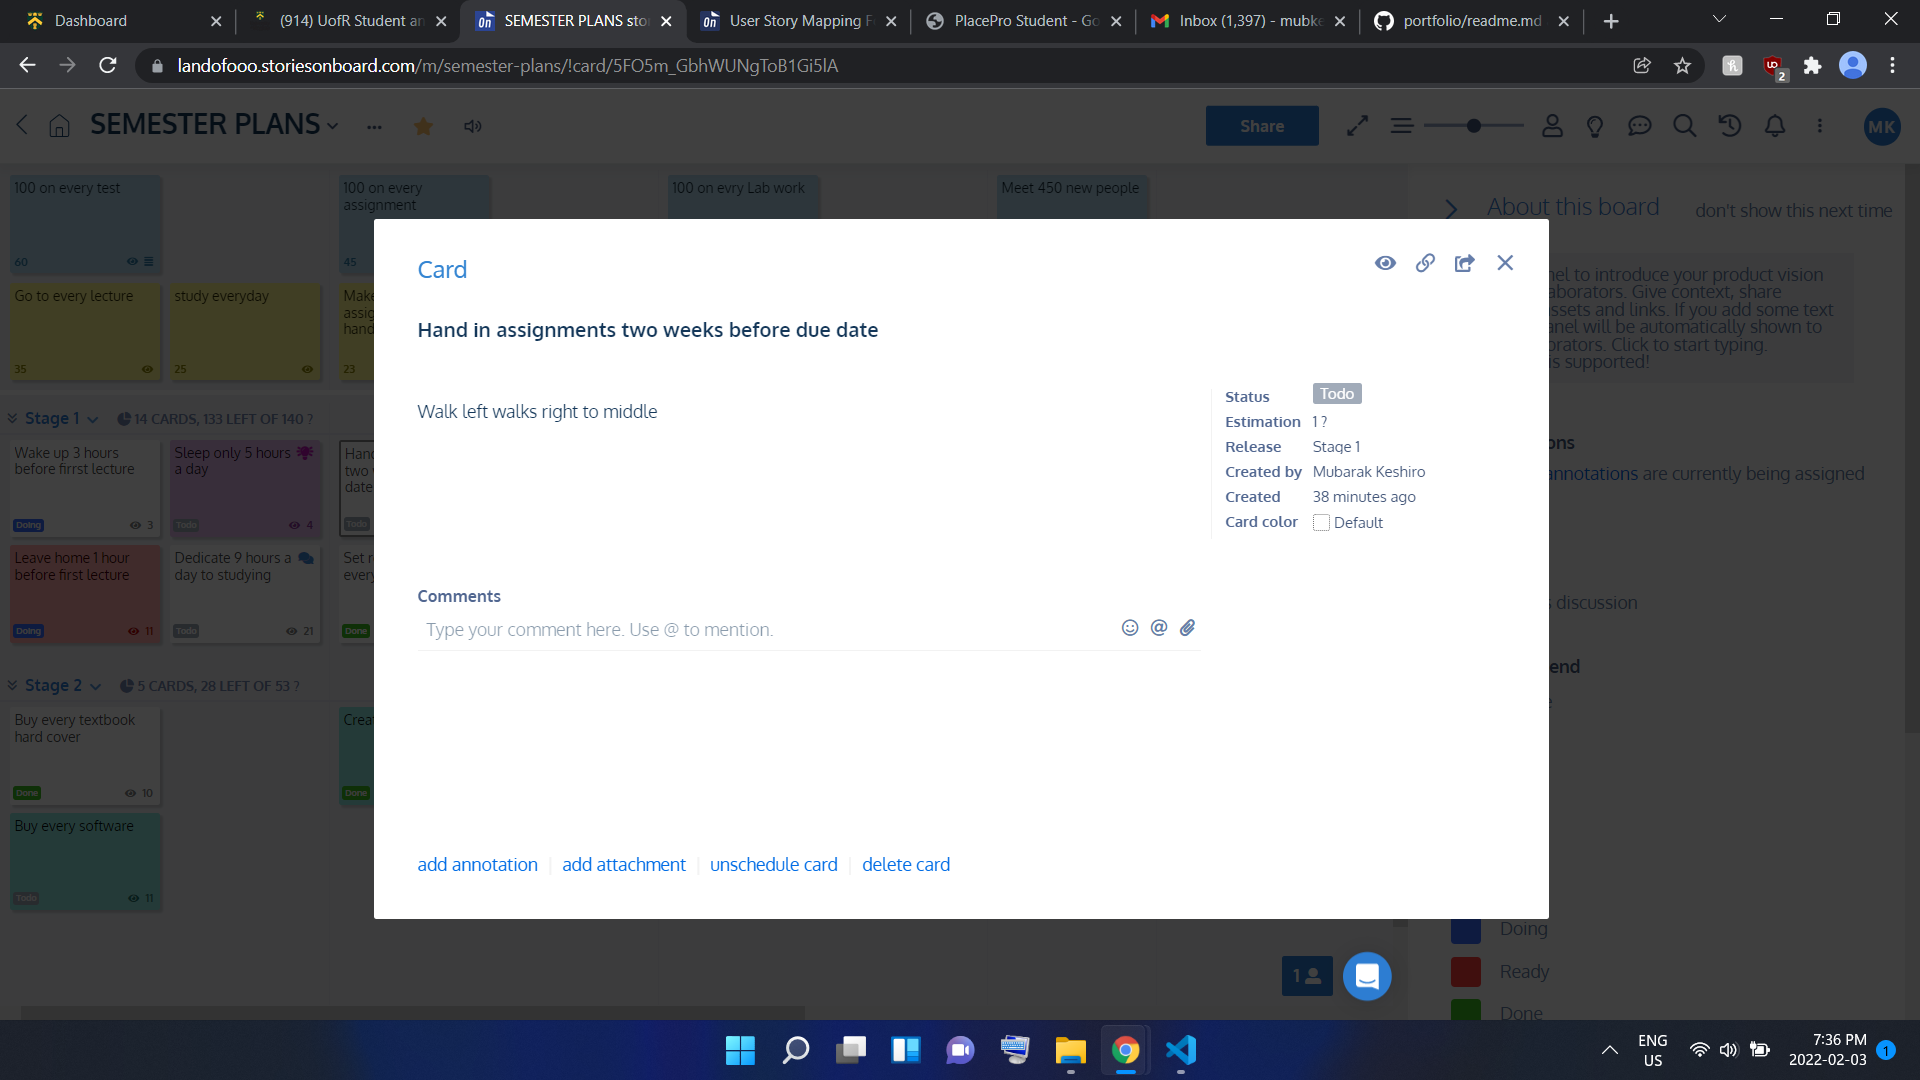 Dashboard
(914) UofR Student an
SEMESTER PLANS sto
User Story Mapping F
PlacePro Student - Go
Inbox (1,397) - mubke
portfolio/readme.md
landofooo.storiesonboard.com/m/semester-plans/!card/5FO5m_GbhWUNgToB1Gi5lA
2
SEMESTER PLANS
Share
MK
100 on every test
60
100 on every
assignment
45
100 on evry Lab work
Meet 450 new people
About this board
don't show this next time
nel to introduce your product vision
aborators. Give context, share
ssets and links. If you add some text
anel will be automatically shown to
orators. Click to start typing.
is supported!
Go to every lecture
35
study everyday
25
Make
assig
hand
23
Stage 1
14 CARDS, 133 LEFT OF 140 ?
Wake up 3 hours
before firrst lecture
Doing
3
Sleep only 5 hours
a day
Todo
4
Hand
two
date
Todo
Leave home 1 hour
before first lecture
Doing
11
Dedicate 9 hours a
day to studying
Todo
21
Set r
every
Done
Stage 2
5 CARDS, 28 LEFT OF 53 ?
Buy every textbook
hard cover
Done
10
Crea
Done
Buy every software
Todo
11
Card
Hand in assignments two weeks before due date
Walk left walks right to middle
Status Todo
Estimation 1 ?
Release Stage 1
Created by Mubarak Keshiro
Created 38 minutes ago
Card color Default
Comments
Type your comment here. Use @ to mention.
add annotation
add attachment
unschedule card
delete card
ons
annotations are currently being assigned
s discussion
end
Doing
Ready
Done
1
ENG
US
7:36 PM
2022-02-03
1